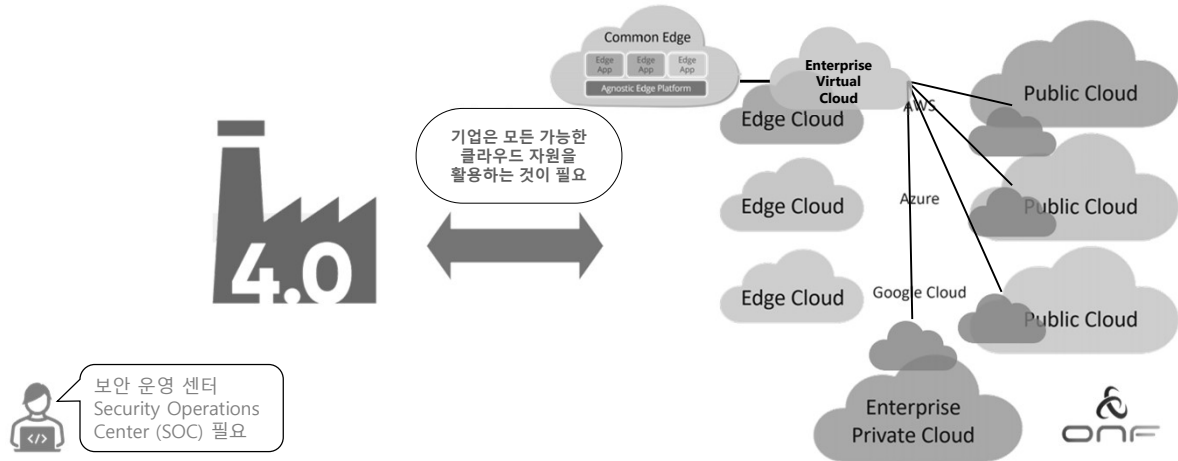 Common Edge
Edge App
Edge App
Edge App
Agnostic Edge Platform
Enterprise
Virtual
Cloud
AWS
Edge Cloud
Public Cloud
기업은 모든 가능한
클라우드 자원을
활용하는 것이 필요
Edge Cloud
Azure
Public Cloud
4.0
Edge Cloud
Google Cloud
Public Cloud
보안 운영 센터
Security Operations
Center (SOC) 필요
</>
Enterprise
Private Cloud
ONF